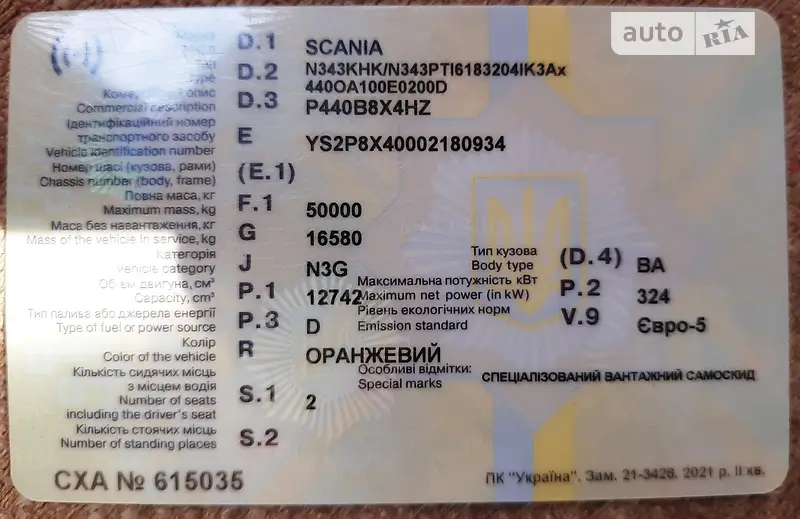 auto RIA
D.1 SCANIA
D.2 N343KHK/N343PTI6183204IK3Ax
type 440OA100E0200D
опис D.3 P440B8X4HZ
Commercial description
Ідентифікаційний номер
транспортного засобу E YS2P8X40002180934
Vehicle identification number
Номер шасі (кузова, рами) (E.1)
Chassis number (body, frame)
Повна маса, кг F.1 50000
Maximum mass, kg
Маса без навантаження, кг G 16580
Mass of the vehicle in service, kg
Категорія J N3G
vehicle category
Тип кузова (D.4) ВА
Body type
Об'єм двигуна, см³ P.1 12742
Capacity, cm³
Максимальна потужність кВт P.2 324
Maximum net power (in kW)
Тип палива або джерела енергії P.3 D
Type of fuel or power source
Рівень екологічних норм V.9 Євро-5
Emission standard
Колір R ОРАНЖЕВИЙ
Color of the vehicle
Особливі відмітки: СПЕЦІАЛІЗОВАНИЙ ВАНТАЖНИЙ САМОСКИД
Special marks
Кількість сидячих місць
з місцем водія S.1 2
Number of seats
including the driver's seat
Кількість стоячих місць S.2
Number of standing places
СХА № 615035
ПК "Україна". Зам. 21-3428. 2021 р. II кв.